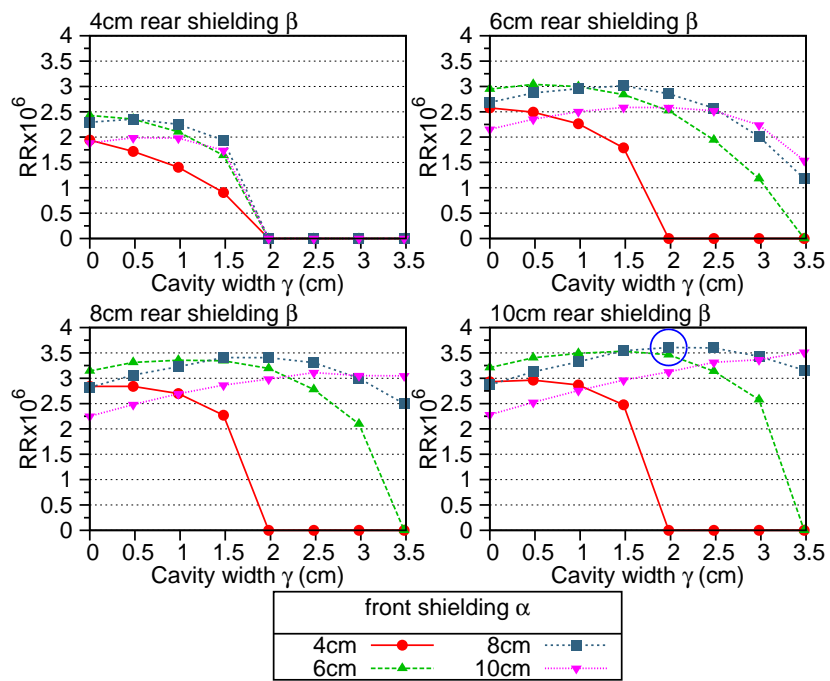 4cm rear shielding β
6cm rear shielding β
4
3.5
3
2.5
2
1.5
1
0.5
0
RRx10^6
0 0.5 1 1.5 2 2.5 3 3.5
Cavity width γ (cm)
4
3.5
3
2.5
2
1.5
1
0.5
0
RRx10^6
0 0.5 1 1.5 2 2.5 3 3.5
Cavity width γ (cm)
8cm rear shielding β
10cm rear shielding β
4
3.5
3
2.5
2
1.5
1
0.5
0
RRx10^6
0 0.5 1 1.5 2 2.5 3 3.5
Cavity width γ (cm)
4
3.5
3
2.5
2
1.5
1
0.5
0
RRx10^6
0 0.5 1 1.5 2 2.5 3 3.5
Cavity width γ (cm)
front shielding α
4cm 8cm
6cm 10cm